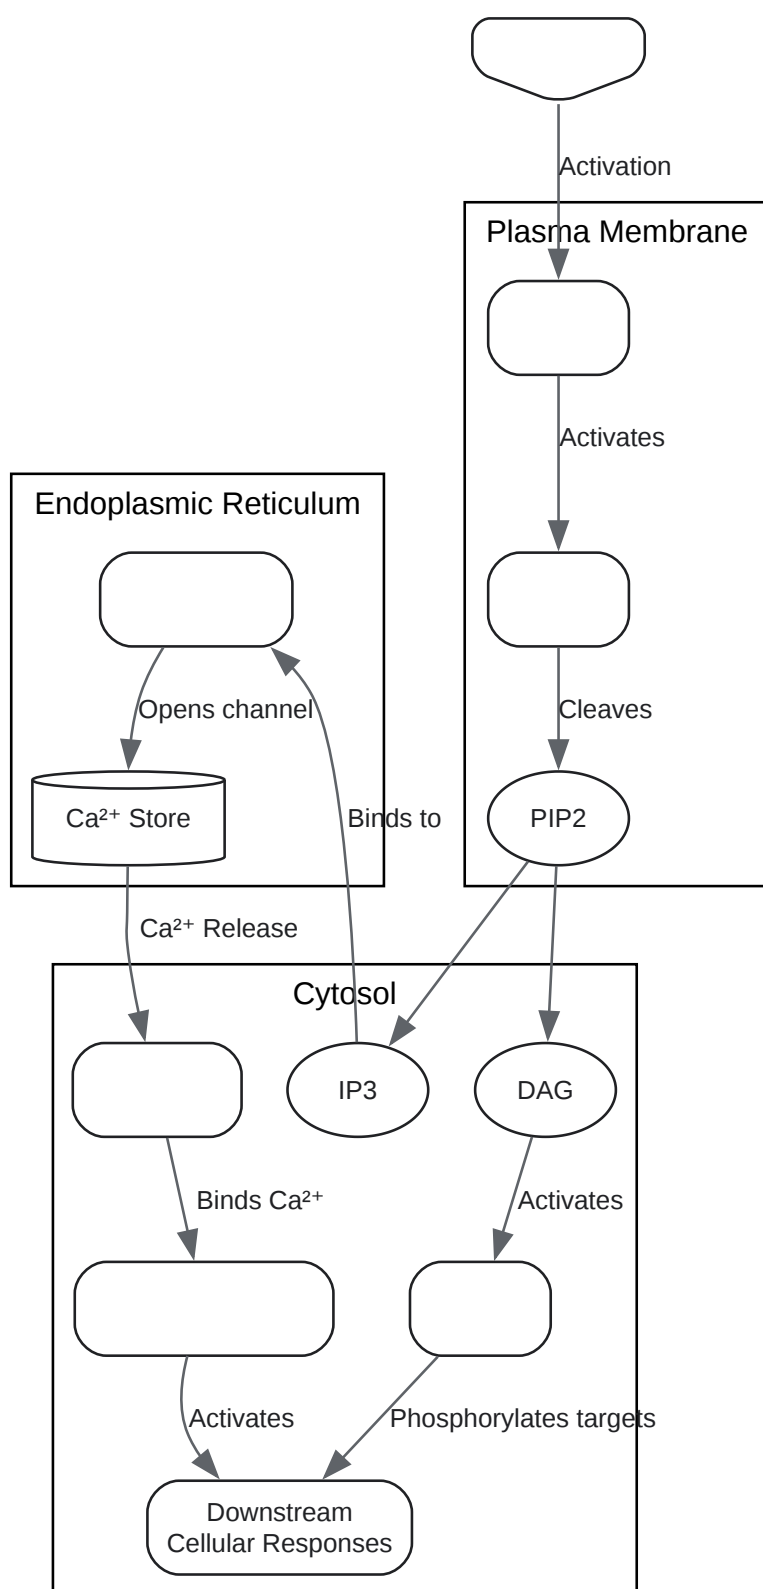 Activation
Plasma Membrane
Activates
Endoplasmic Reticulum
Opens channel
Cleaves
Ca²⁺ Store
Binds to
PIP2
Ca²⁺ Release
Cytosol
IP3
DAG
Binds Ca²⁺
Activates
Activates
Phosphorylates targets
Downstream
Cellular Responses